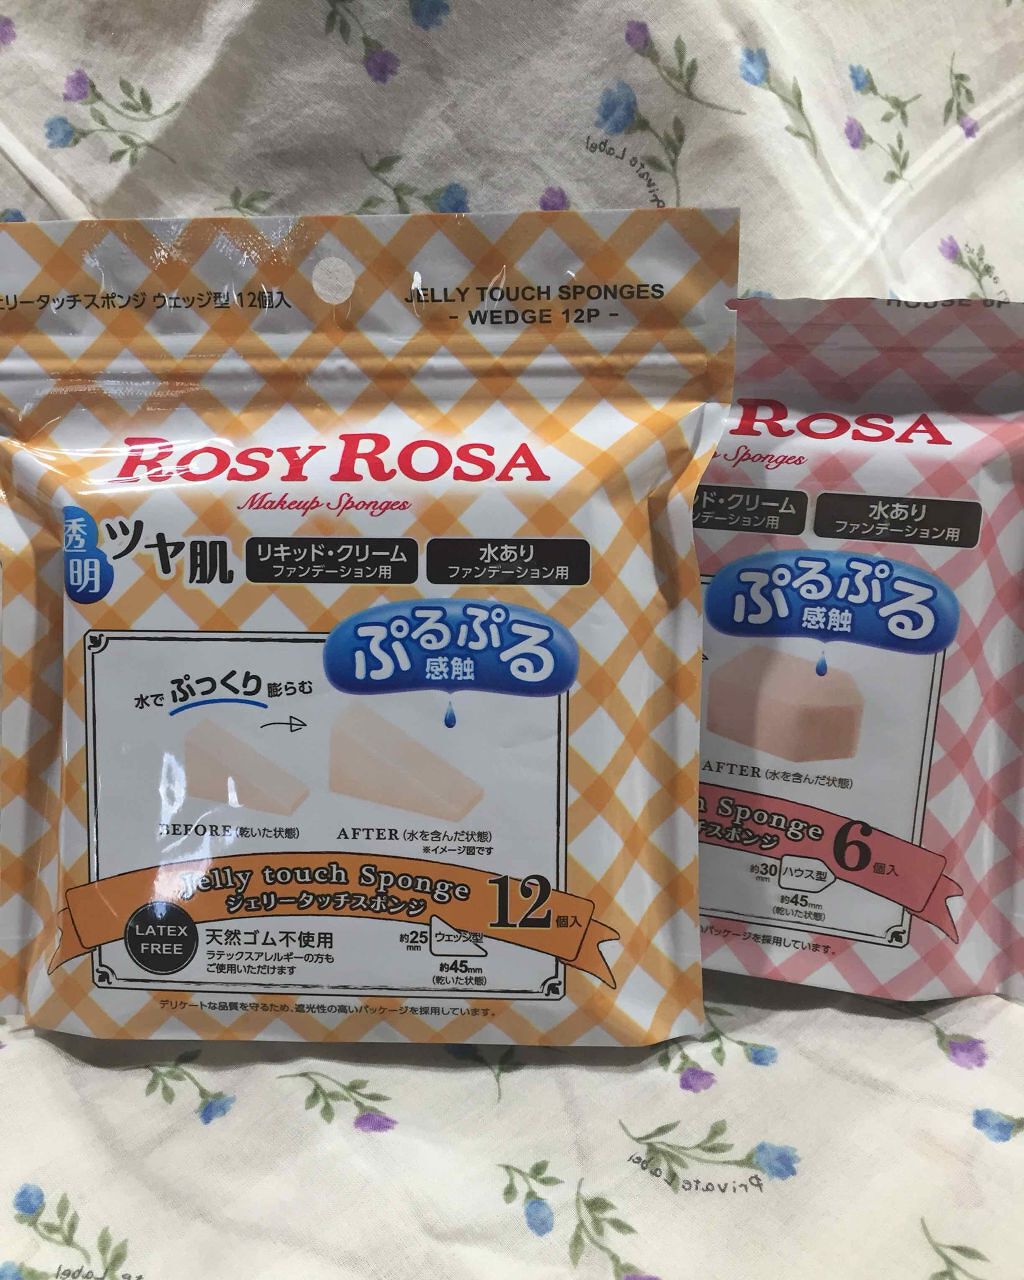 ェリータッチスポンジ ウェッジ型 12個入
JELLY TOUCH SPONGES
- WEDGE 12P -
ROSY ROSA
Makeup Sponges
透明
ツヤ肌
リキッド・クリーム
ファンデーション用
水あり
ファンデーション用
ぷるぷる
感触
水で ぷっくり 膨らむ
BEFORE (乾いた状態)
AFTER (水を含んだ状態)
※イメージ図です
Jelly touch Sponge
ジェリータッチスポンジ
12個入
LATEX
FREE
天然ゴム不使用
ラテックスアレルギーの方も
ご使用いただけます
約25mm
ウェッジ型
約45mm
(乾いた状態)
デリケートな品質を守るため、遮光性の高いパッケージを採用しています。
HOUSE 6P
ROSA
Sponges
ッド・クリーム
ンデーション用
水あり
ファンデーション用
ぷるぷる
感触
AFTER (水を含んだ状態)
h Sponge
チスポンジ
6個入
約30mm
ハウス型
約45mm
(乾いた状態)
いパッケージを採用しています。
Private Label
Private Label
Private Label
Label